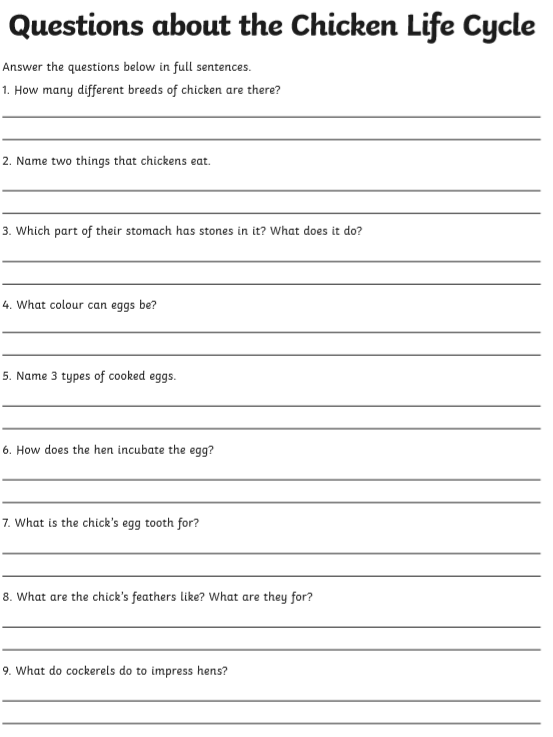 Questions about the Chicken Life Cycle
Answer the questions below in full sentences.
1. How many different breeds of chicken are there?
2. Name two things that chickens eat.
3. Which part of their stomach has stones in it? What does it do?
4. What colour can eggs be?
5. Name 3 types of cooked eggs.
6. How does the hen incubate the egg?
7. What is the chick's egg tooth for?
8. What are the chick's feathers like? What are they for?
9. What do cockerels do to impress hens?